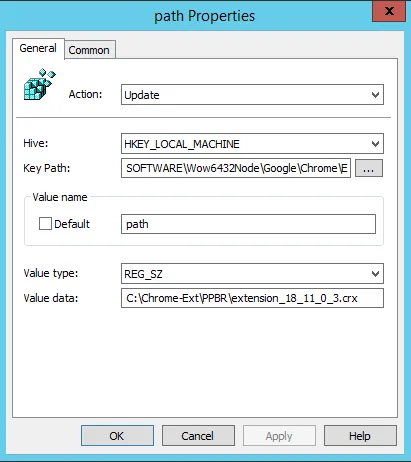 path Properties
x
General
Common
Action:
Update
Hive:
HKEY_LOCAL_MACHINE
Key Path:
SOFTWARE\Wow6432Node\Google\Chrome\E
...
Value name
Default
path
Value type:
REG_SZ
Value data:
C:\Chrome-Ext\PPBR\extension_18_11_0_3.crx
OK
Cancel
Apply
Help